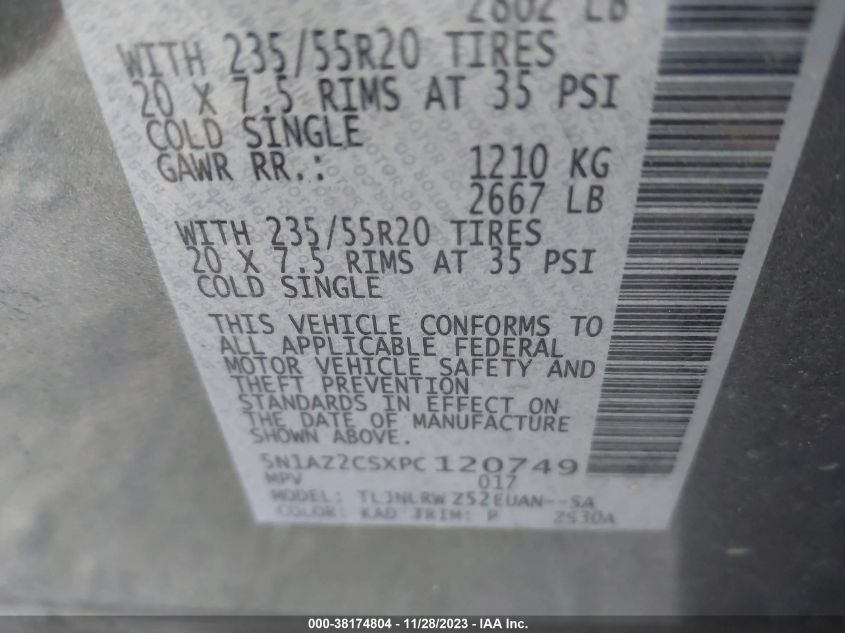 2802 LB
WITH 235/55R20 TIRES
20 X 7.5 RIMS AT 35 PSI
COLD SINGLE
GAWR RR.: 1210 KG
2667 LB
WITH 235/55R20 TIRES
20 X 7.5 RIMS AT 35 PSI
COLD SINGLE
THIS VEHICLE CONFORMS TO
ALL APPLICABLE FEDERAL
MOTOR VEHICLE SAFETY AND
THEFT PREVENTION
STANDARDS IN EFFECT ON
THE DATE OF MANUFACTURE
SHOWN ABOVE.
5N1AZ2CSXPC120749
MPV 017
MODEL: TLJNLRWZ52EUAN--SA
COLOR: KAD TRIM: P 2530A
000-38174804 - 11/28/2023 - IAA Inc.